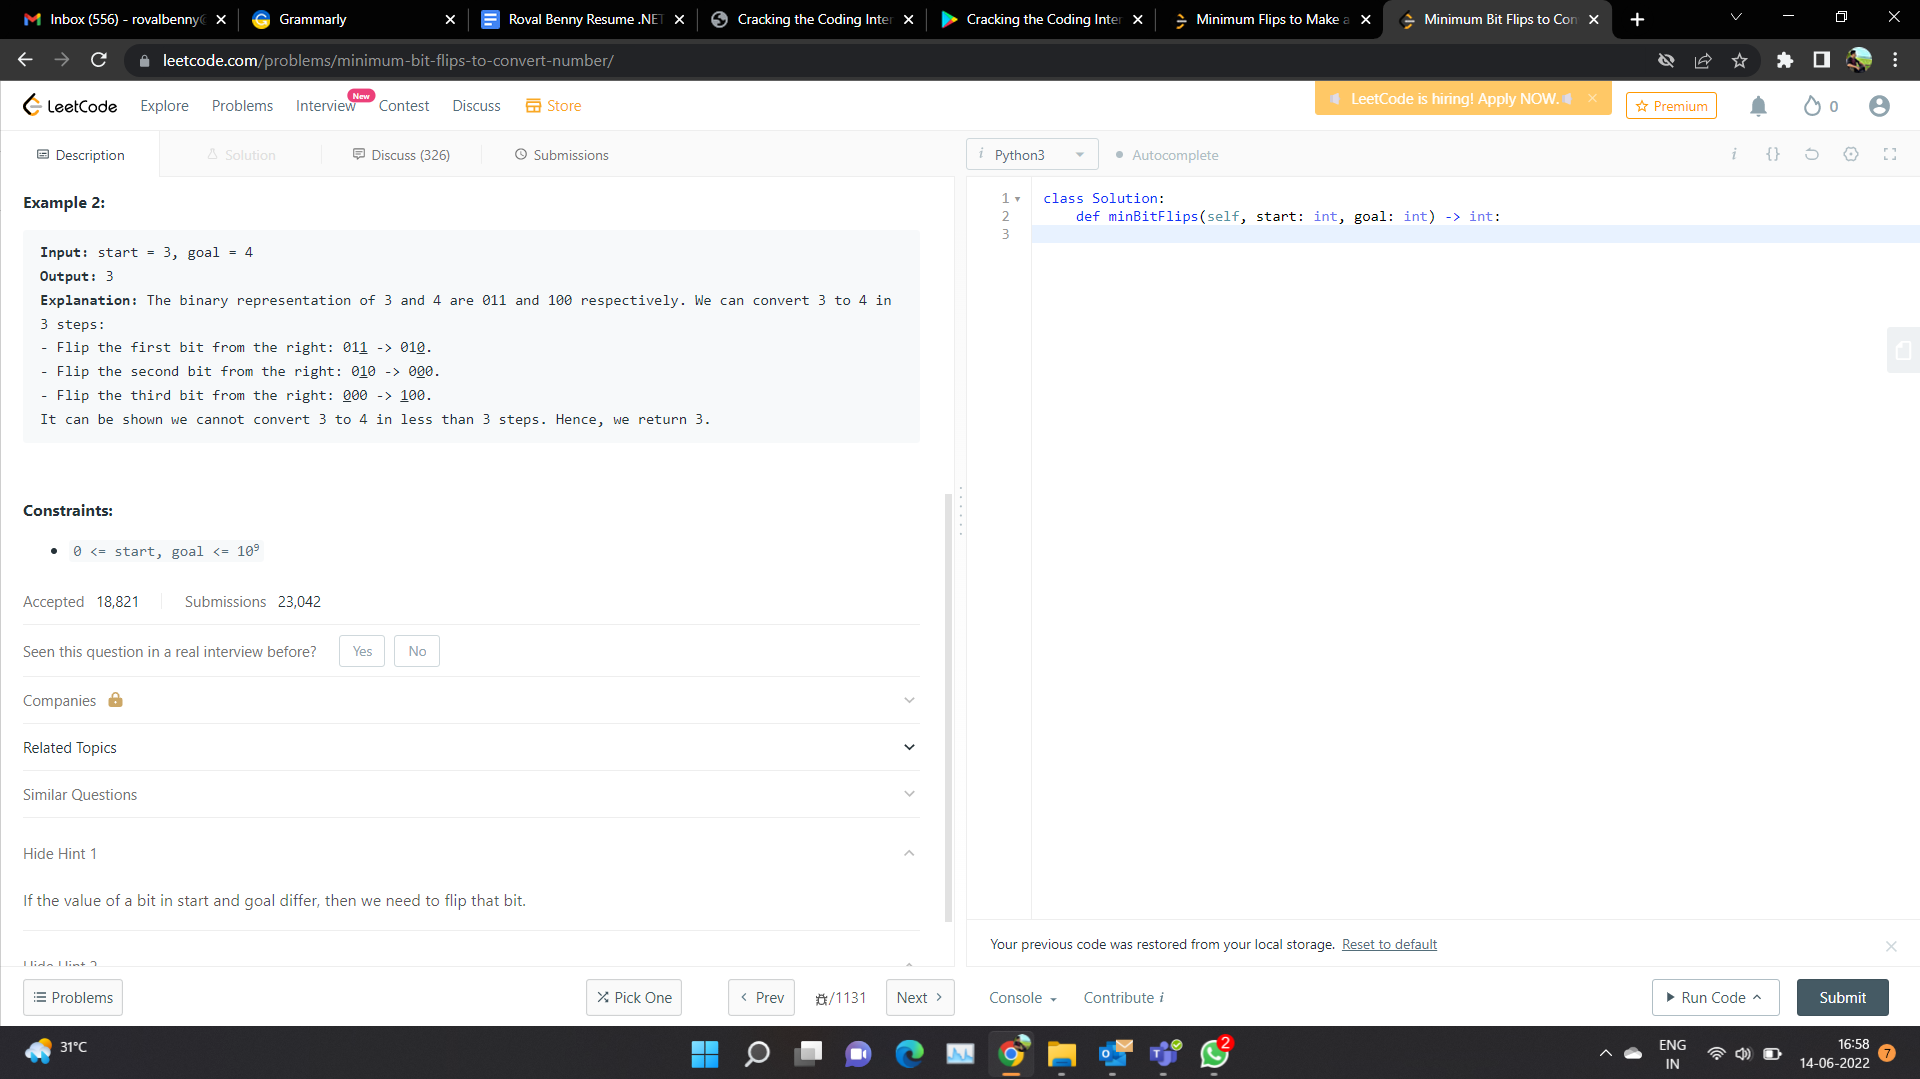 Inbox (556) - rovalbenny@
Grammarly
Roval Benny Resume .NET
Cracking the Coding Inter
Cracking the Coding Inter
Minimum Flips to Make a
Minimum Bit Flips to Con
leetcode.com/problems/minimum-bit-flips-to-convert-number/
LeetCode Explore Problems Interview New Contest Discuss Store
LeetCode is hiring! Apply NOW.
Premium
0
Description Solution Discuss (326) Submissions
i Python3 Autocomplete
i {}
Example 2:
Input: start = 3, goal = 4
Output: 3
Explanation: The binary representation of 3 and 4 are 011 and 100 respectively. We can convert 3 to 4 in
3 steps:
- Flip the first bit from the right: 011 -> 010.
- Flip the second bit from the right: 010 -> 000.
- Flip the third bit from the right: 000 -> 100.
It can be shown we cannot convert 3 to 4 in less than 3 steps. Hence, we return 3.
Constraints:
• 0 <= start, goal <= 10⁹
Accepted 18,821 Submissions 23,042
Seen this question in a real interview before? Yes No
Companies
Related Topics
Similar Questions
Hide Hint 1
If the value of a bit in start and goal differ, then we need to flip that bit.
Hide Hint 2
1 class Solution:
2 def minBitFlips(self, start: int, goal: int) -> int:
3
Your previous code was restored from your local storage. Reset to default
Problems Pick One < Prev /1131 Next >
Console Contribute i
Run Code Submit
31°C
2
ENG
IN
16:58
14-06-2022
7